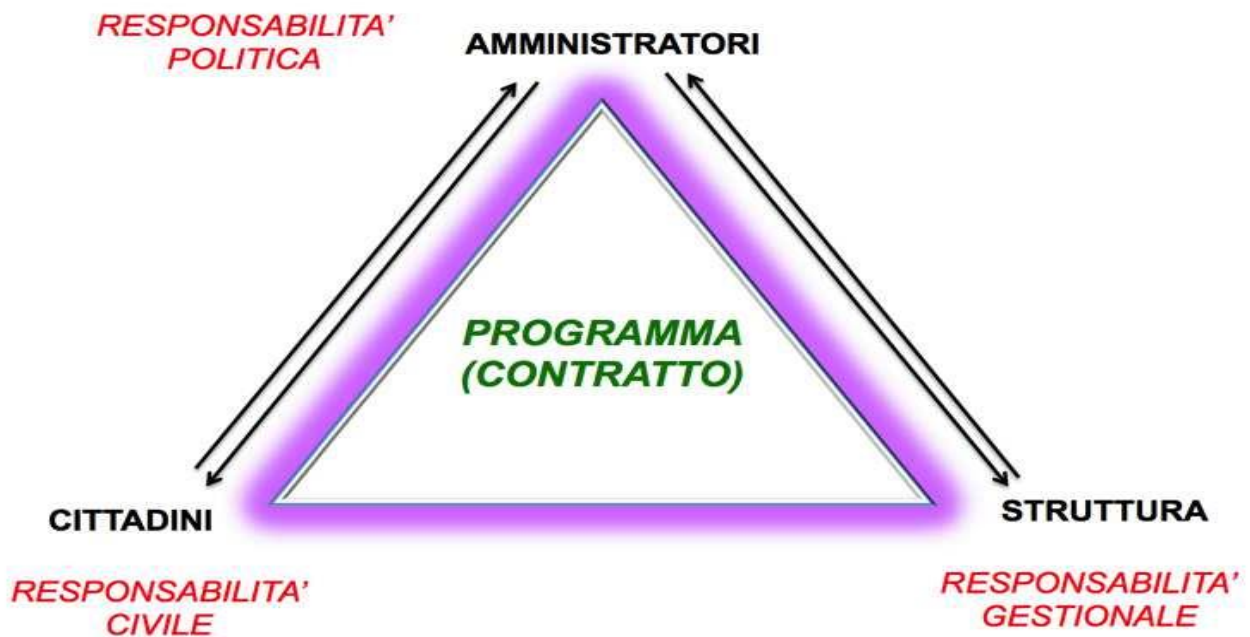 RESPONSABILITA’
POLITICA
AMMINISTRATORI
PROGRAMMA
(CONTRATTO)
CITTADINI
STRUTTURA
RESPONSABILITA’
CIVILE
RESPONSABILITA’
GESTIONALE